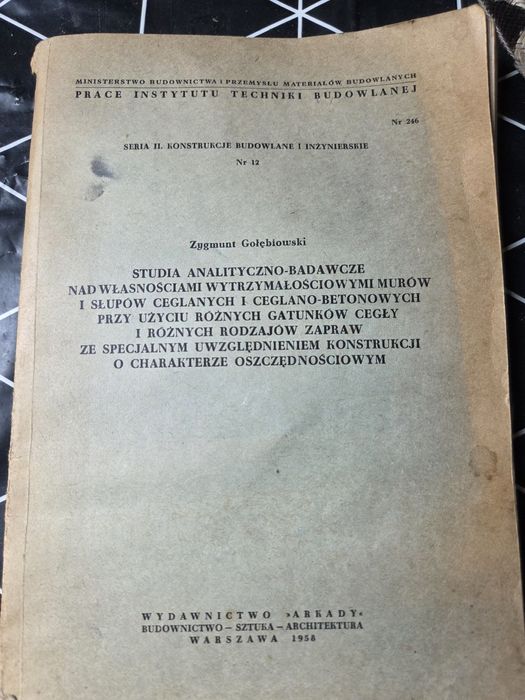 MINISTERSTWO BUDOWNICTWA I PRZEMYSŁU MATERIAŁÓW BUDOWLANYCH
PRACE INSTYTUTU TECHNIKI BUDOWLANEJ
Nr 246
SERIA II. KONSTRUKCJE BUDOWLANE I INŻYNIERSKIE
Nr 12
Zygmunt Gołębiowski
STUDIA ANALITYCZNO-BADAWCZE
NAD WŁASNOŚCIAMI WYTRZYMAŁOŚCIOWYMI MURÓW
I SŁUPÓW CEGLANYCH I CEGLANO-BETONOWYCH
PRZY UŻYCIU RÓŻNYCH GATUNKÓW CEGŁY
I RÓŻNYCH RODZAJÓW ZAPRAW
ZE SPECJALNYM UWZGLĘDNIENIEM KONSTRUKCJI
O CHARAKTERZE OSZCZĘDNOŚCIOWYM
WYDAWNICTWO »ARKADY«
BUDOWNICTWO – SZTUKA – ARCHITEKTURA
WARSZAWA 1958